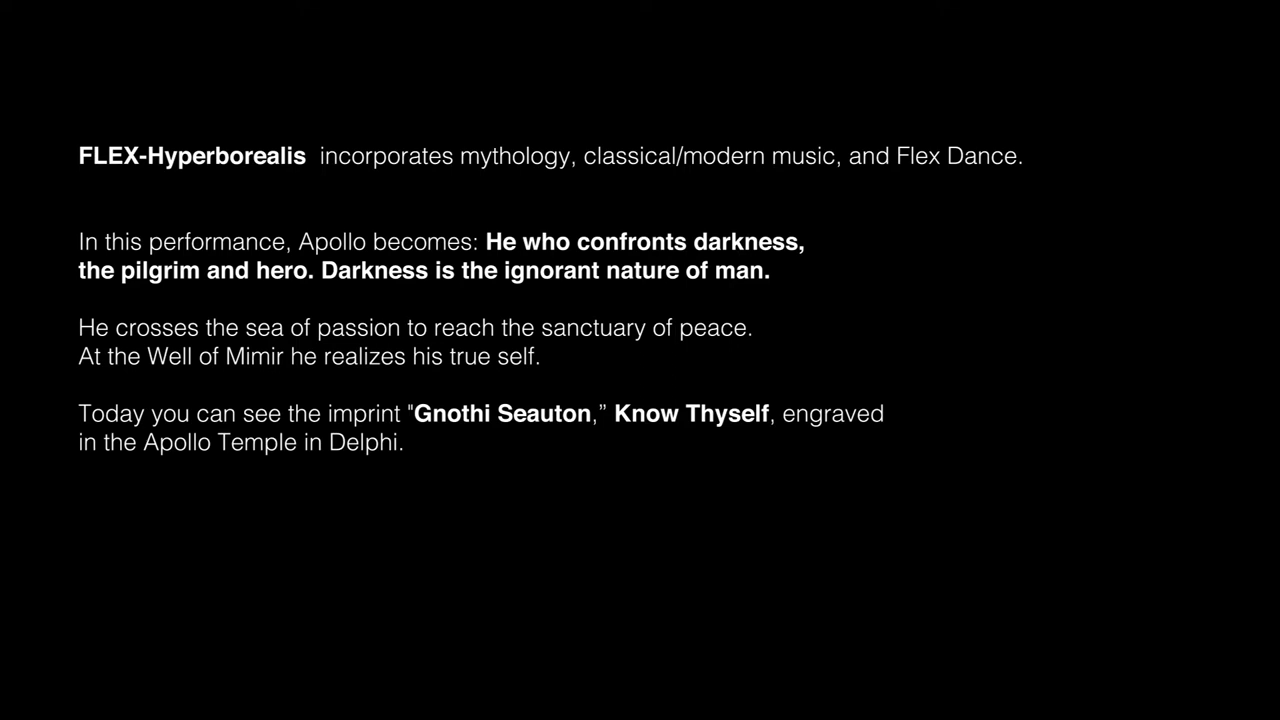 FLEX-Hyperborealis incorporates mythology, classical/modern music, and Flex Dance.
In this performance, Apollo becomes: He who confronts darkness,
the pilgrim and hero. Darkness is the ignorant nature of man.
He crosses the sea of passion to reach the sanctuary of peace.
At the Well of Mimir he realizes his true self.
Today you can see the imprint "Gnothi Seauton,” Know Thyself, engraved
in the Apollo Temple in Delphi.